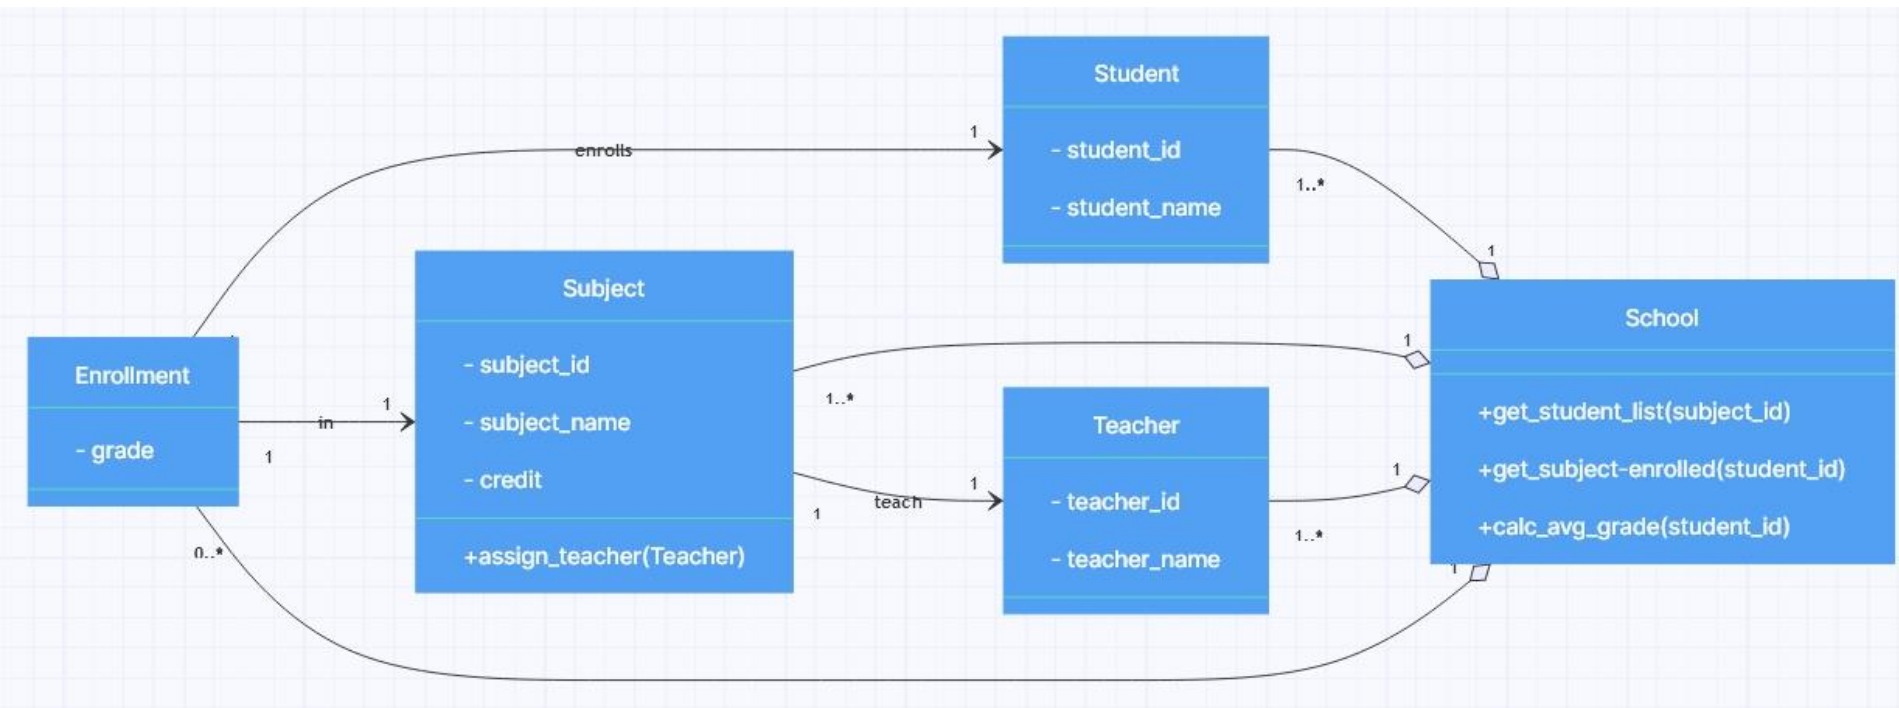 Student
- student_id
- student_name
1
enrolls
1..*
1
Subject
- subject_id
- subject_name
- credit
+assign_teacher(Teacher)
School
+get_student_list(subject_id)
+get_subject-enrolled(student_id)
+calc_avg_grade(student_id)
Enrollment
- grade
1
in
1
0..*
1
1..*
Teacher
- teacher_id
- teacher_name
1
teach
1
1
1..*
1